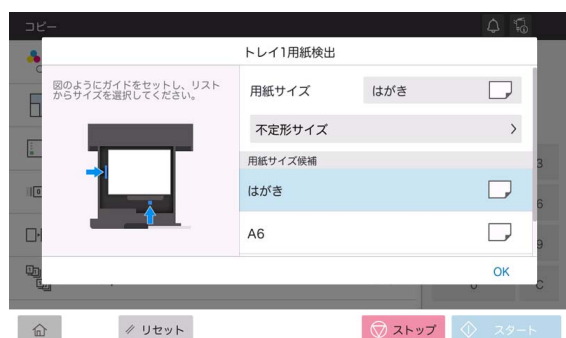 コピー
トレイ1用紙検出
図のようにガイドをセットし、リスト
からサイズを選択してください。
用紙サイズ
はがき
不定形サイズ
用紙サイズ候補
はがき
A6
OK
3
6
9
C
リセット
ストップ
スタート